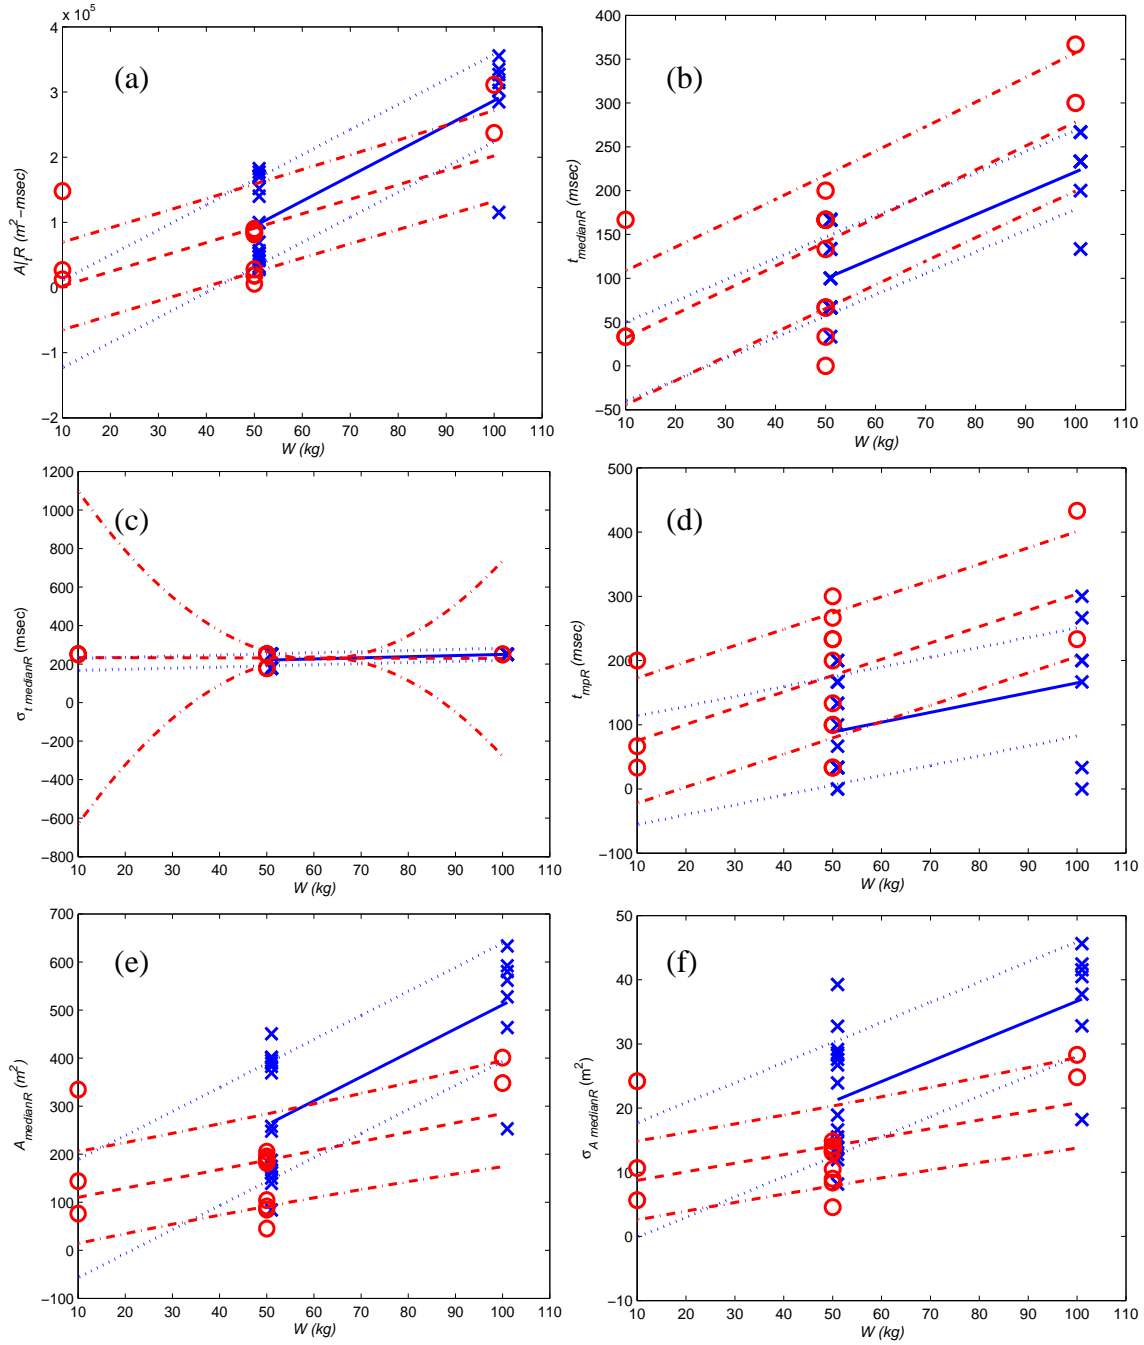 × 10^5
4
3
2
1
0
−1
−2
(a)
A|_tR (m^2−msec)
10 20 30 40 50 60 70 80 90 100 110
W (kg)
400
350
300
250
200
150
100
50
0
−50
(b)
t_medianR (msec)
10 20 30 40 50 60 70 80 90 100 110
W (kg)
1200
1000
800
600
400
200
0
−200
−400
−600
−800
(c)
σ_t medianR (msec)
10 20 30 40 50 60 70 80 90 100 110
W (kg)
500
400
300
200
100
0
−100
(d)
t_mpR (msec)
10 20 30 40 50 60 70 80 90 100 110
W (kg)
700
600
500
400
300
200
100
0
−100
(e)
A_medianR (m^2)
10 20 30 40 50 60 70 80 90 100 110
W (kg)
50
40
30
20
10
0
−10
(f)
σ_A medianR (m^2)
10 20 30 40 50 60 70 80 90 100 110
W (kg)